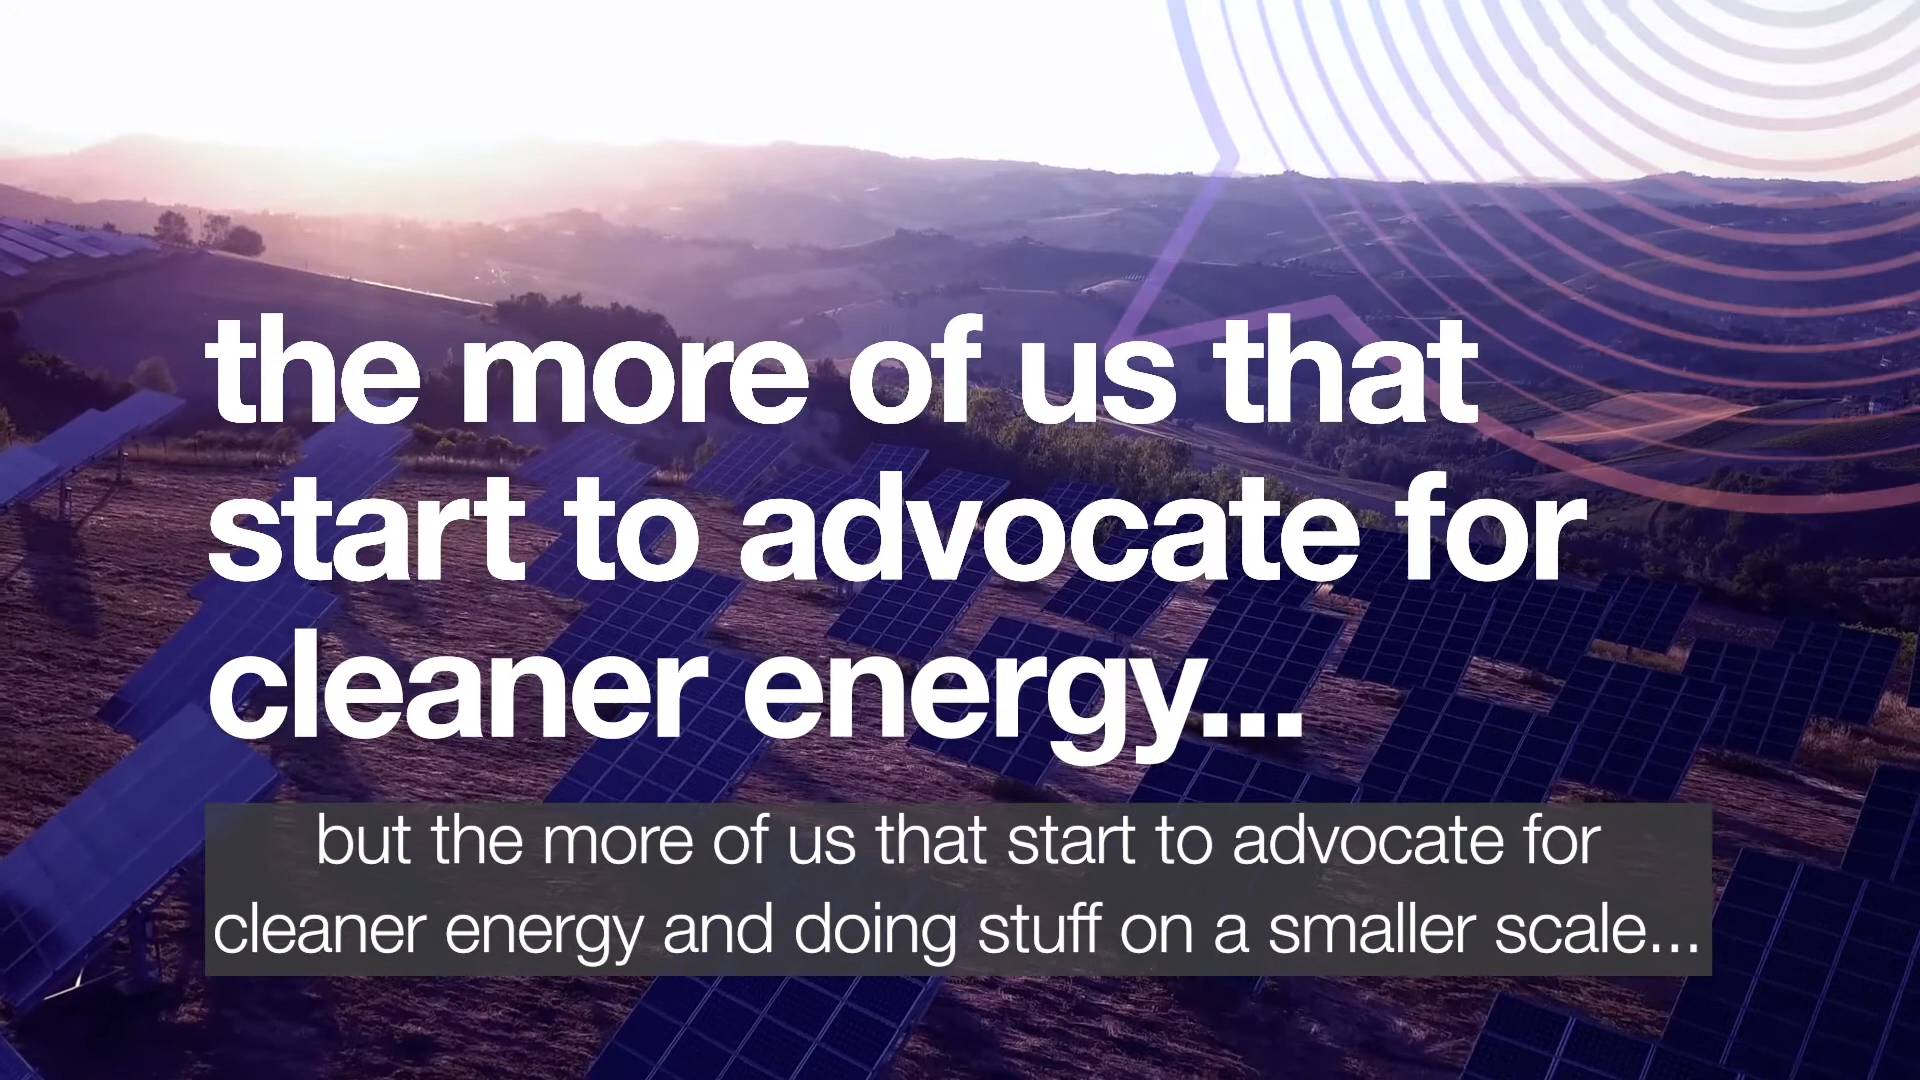 the more of us that
start to advocate for
cleaner energy...
but the more of us that start to advocate for
cleaner energy and doing stuff on a smaller scale...